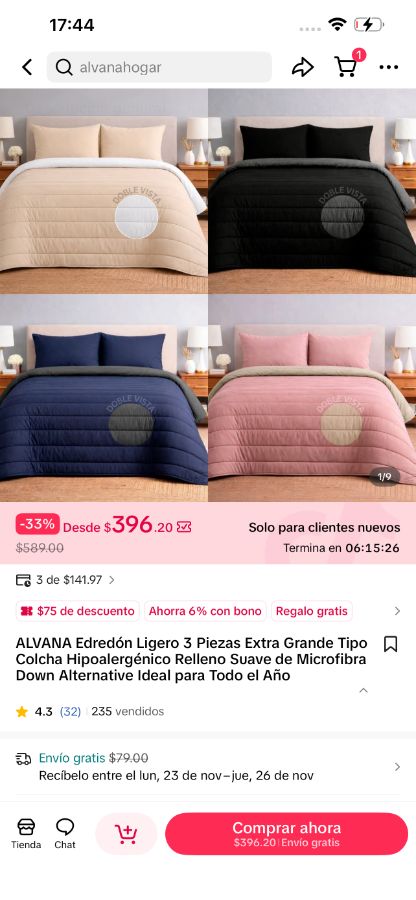 17:44
alvanahogar
1
DOBLE VISTA
DOBLE VISTA
DOBLE VISTA
DOBLE VISTA
1/9
-33% Desde $396.20
$589.00
Solo para clientes nuevos
Termina en 06:15:26
3 de $141.97
$75 de descuento
Ahorra 6% con bono
Regalo gratis
ALVANA Edredón Ligero 3 Piezas Extra Grande Tipo
Colcha Hipoalergénico Relleno Suave de Microfibra
Down Alternative Ideal para Todo el Año
4.3 (32) 235 vendidos
Envío gratis $79.00
Recíbelo entre el lun, 23 de nov–jue, 26 de nov
Tienda
Chat
Comprar ahora
$396.20 | Envío gratis